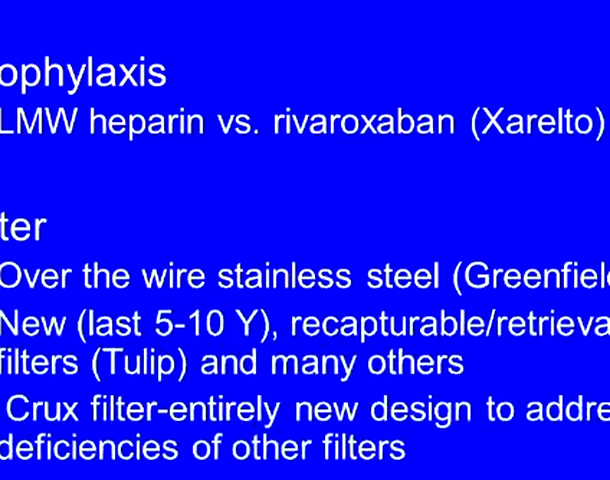 ophylaxis
LMW heparin vs. rivaroxaban (Xarelto)
ter
Over the wire stainless steel (Greenfiel
New (last 5-10 Y), recapturable/retrieva
filters (Tulip) and many others
Crux filter-entirely new design to addre
deficiencies of other filters